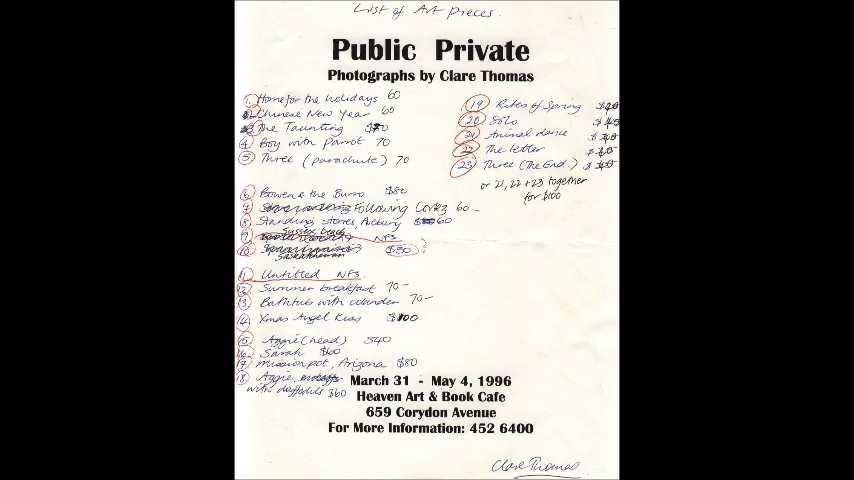 List of Art Pieces.
Public Private
Photographs by Clare Thomas
1. Home for the holidays 60
2 Chinese New Year 60
3 The Taunting
4 Boy with Parrot 70
5 Three (parachute) 70
6 Bowen & the Burro $80
7 Following Cortez 60-
8 Standing stones, Avebury 60
9 Sussex, beach NFS
10 Saskatchewan $80
11 Untitled NFS.
12 Summer breakfast 70-
13 Bathtub with colander 70-
14 Xmas Angel Kiss $100
15 Aggie (head) $40
16 Sarah $60
17 mission pot, Arizona $80
18 Aggie,
with daffodils $60
19 Rites of Spring
20 Solo
21 Animal dance
22 The letter
23 Three (The End.)
or 21, 22 + 23 together
for $100
March 31 - May 4, 1996
Heaven Art & Book Cafe
659 Corydon Avenue
For More Information: 452 6400
Clare Thomas